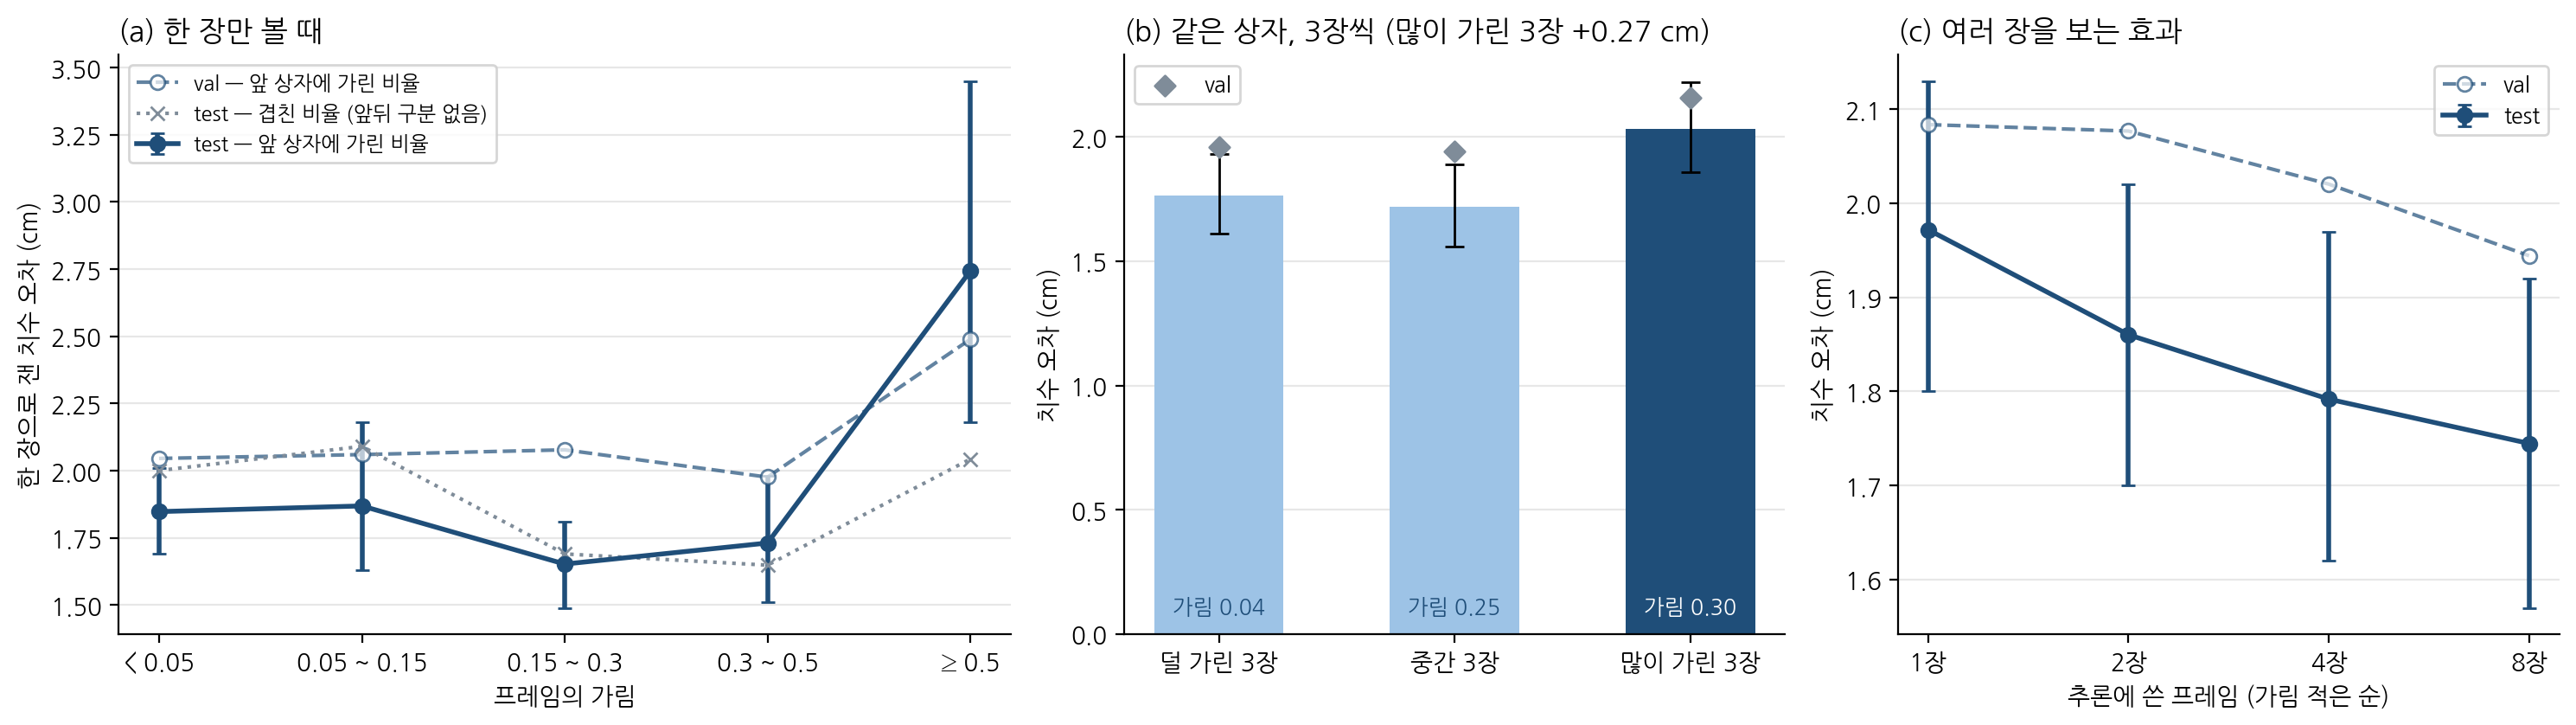 (a) 한 장만 볼 때
val — 앞 상자에 가린 비율
test — 겹친 비율 (앞뒤 구분 없음)
test — 앞 상자에 가린 비율
한 장으로 잰 치수 오차 (cm)
3.50
3.25
3.00
2.75
2.50
2.25
2.00
1.75
1.50
< 0.05
0.05 ~ 0.15
0.15 ~ 0.3
0.3 ~ 0.5
≥ 0.5
프레임의 가림
(b) 같은 상자, 3장씩 (많이 가린 3장 +0.27 cm)
val
치수 오차 (cm)
2.0
1.5
1.0
0.5
0.0
가림 0.04
가림 0.25
가림 0.30
덜 가린 3장
중간 3장
많이 가린 3장
(c) 여러 장을 보는 효과
val
test
치수 오차 (cm)
2.1
2.0
1.9
1.8
1.7
1.6
1장
2장
4장
8장
추론에 쓴 프레임 (가림 적은 순)